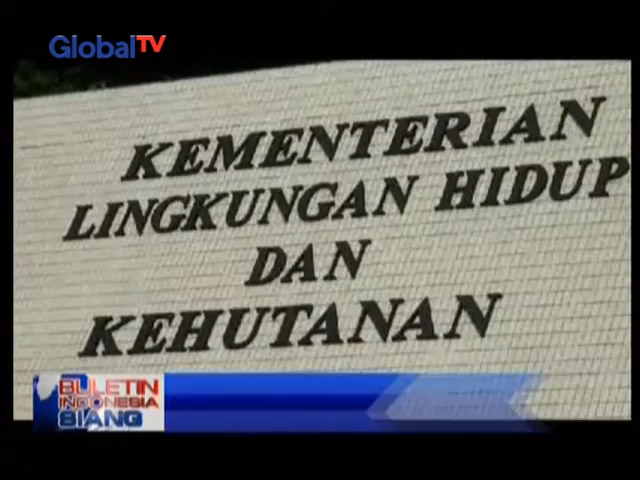 GlobalTV
KEMENTERIAN
LINGKUNGAN HIDUP
DAN
KEHUTANAN
BULETIN
INDONESIA
SIANG